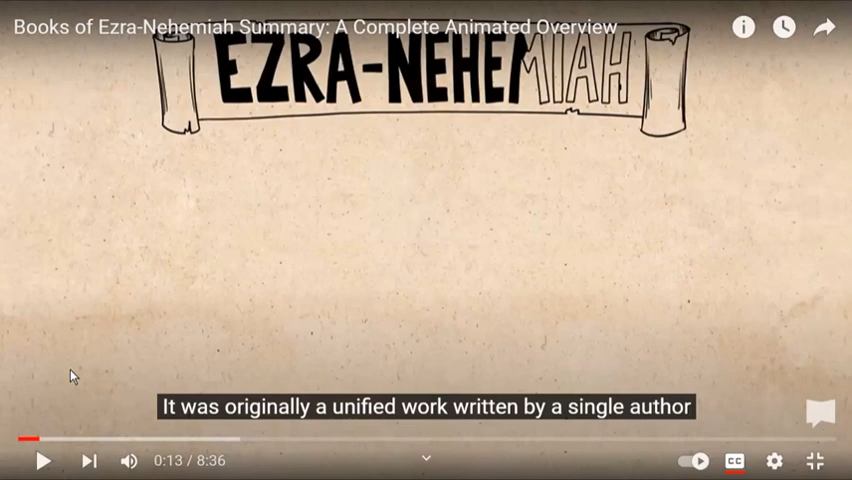 Books of Ezra-Nehemiah Summary: A Complete Animated Overview
EZRA-NEHEMIAH
It was originally a unified work written by a single author
0:13 / 8:36
CC